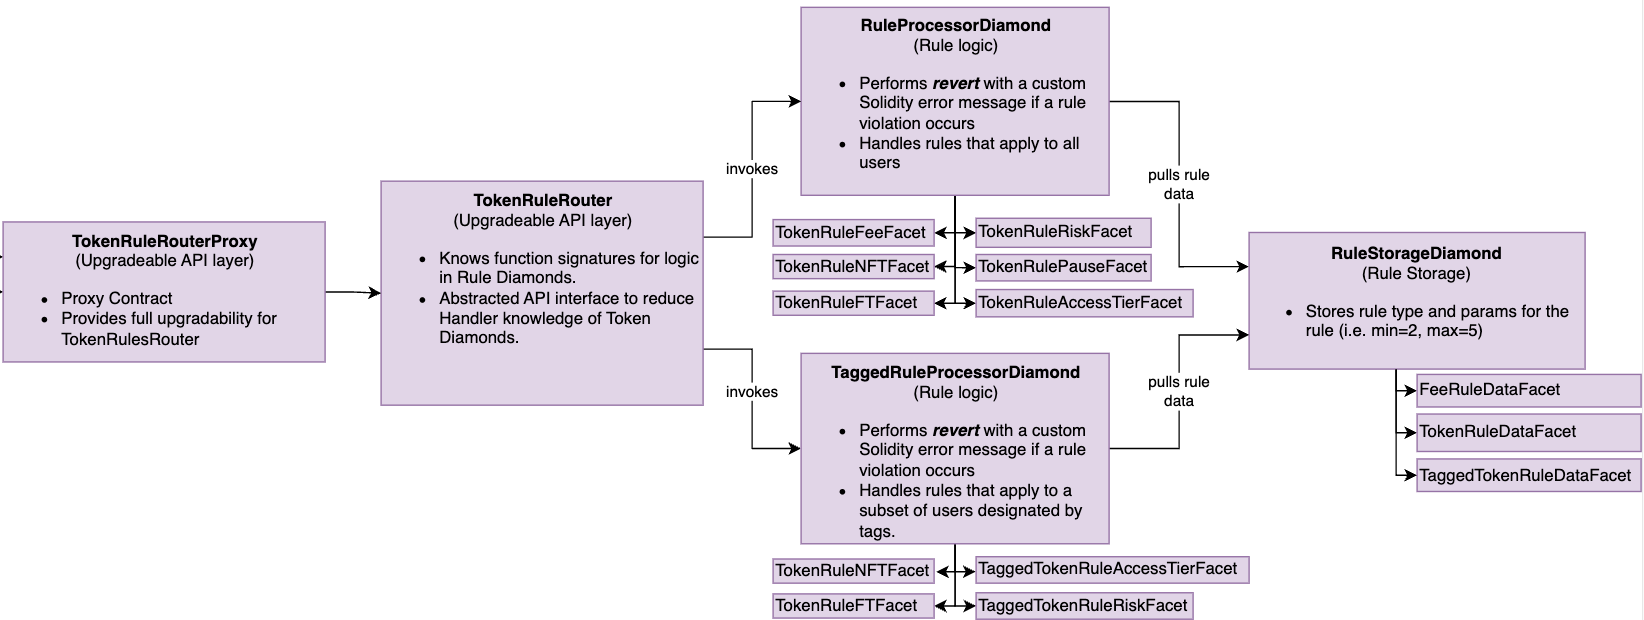 TokenRuleRouterProxy
(Upgradeable API layer)
• Proxy Contract
• Provides full upgradability for
TokenRulesRouter
TokenRuleRouter
(Upgradeable API layer)
• Knows function signatures for logic
in Rule Diamonds.
• Abstracted API interface to reduce
Handler knowledge of Token
Diamonds.
invokes
invokes
RuleProcessorDiamond
(Rule logic)
• Performs revert with a custom
Solidity error message if a rule
violation occurs
• Handles rules that apply to all
users
TokenRuleFeeFacet
TokenRuleRiskFacet
TokenRuleNFTFacet
TokenRulePauseFacet
TokenRuleFTFacet
TokenRuleAccessTierFacet
TaggedRuleProcessorDiamond
(Rule logic)
• Performs revert with a custom
Solidity error message if a rule
violation occurs
• Handles rules that apply to a
subset of users designated by
tags.
TokenRuleNFTFacet
TaggedTokenRuleAccessTierFacet
TokenRuleFTFacet
TaggedTokenRuleRiskFacet
pulls rule
data
pulls rule
data
RuleStorageDiamond
(Rule Storage)
• Stores rule type and params for the
rule (i.e. min=2, max=5)
FeeRuleDataFacet
TokenRuleDataFacet
TaggedTokenRuleDataFacet